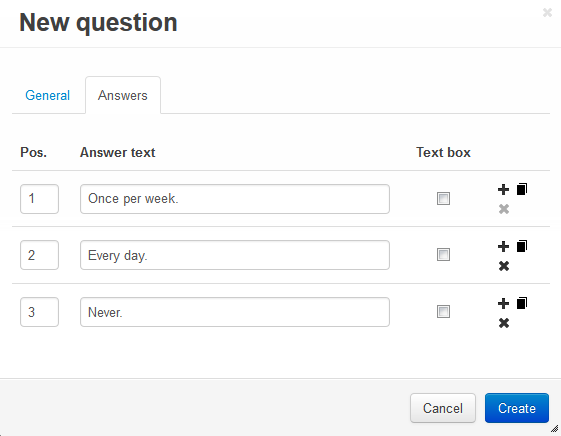 New question
General Answers
Pos. Answer text Text box
1 Once per week.
2 Every day.
3 Never.
Cancel Create